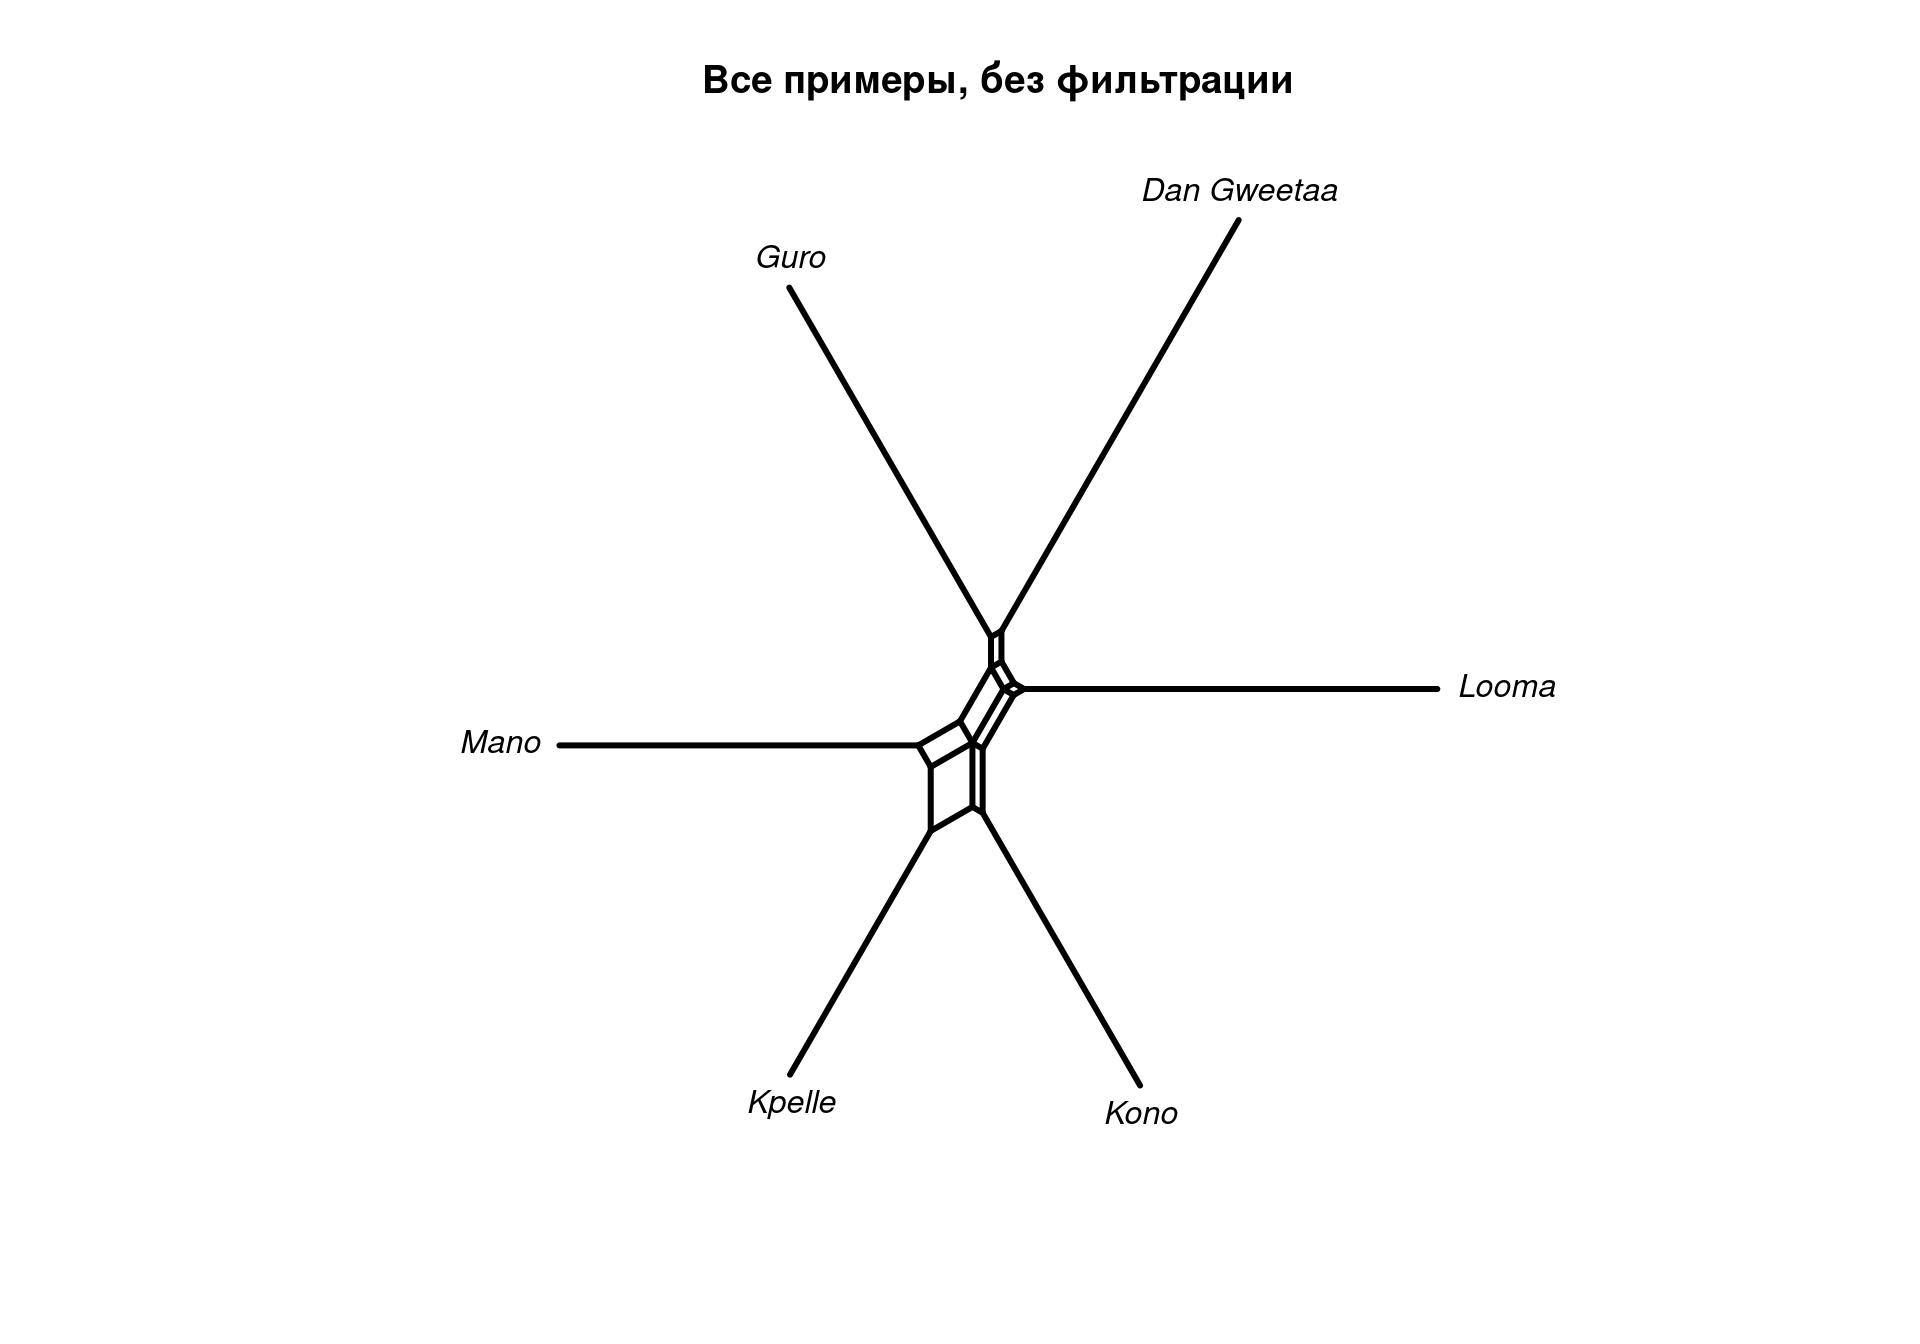 Все примеры, без фильтрации
Dan Gweetaa
Guro
Looma
Mano
Kpelle
Kono